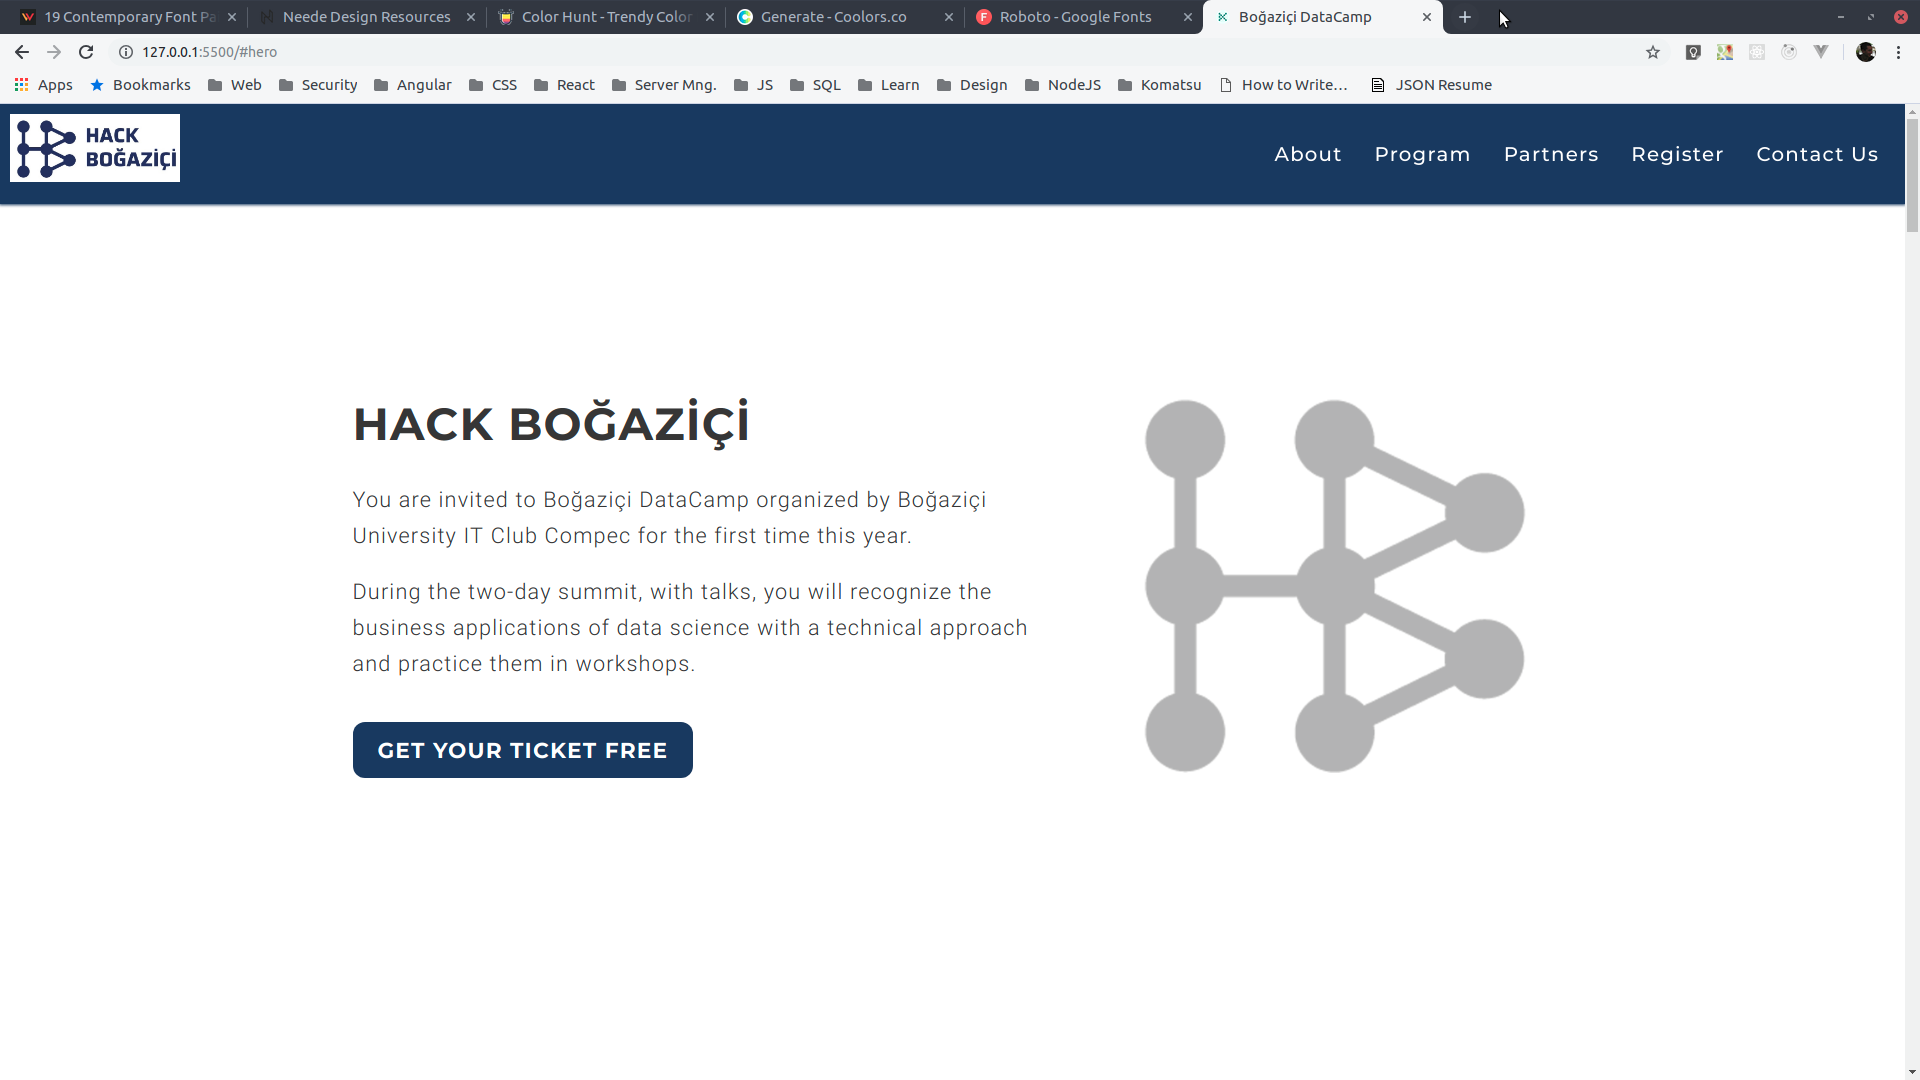 19 Contemporary Font Pa
Neede Design Resources
Color Hunt - Trendy Color
Generate - Coolors.co
Roboto - Google Fonts
Boğaziçi DataCamp
127.0.0.1:5500/#hero
Apps
Bookmarks
Web
Security
Angular
CSS
React
Server Mng.
JS
SQL
Learn
Design
NodeJS
Komatsu
How to Write…
JSON Resume
HACK
BOĞAZİÇİ
About
Program
Partners
Register
Contact Us
HACK BOĞAZİÇİ
You are invited to Boğaziçi DataCamp organized by Boğaziçi
University IT Club Compec for the first time this year.
During the two-day summit, with talks, you will recognize the
business applications of data science with a technical approach
and practice them in workshops.
GET YOUR TICKET FREE